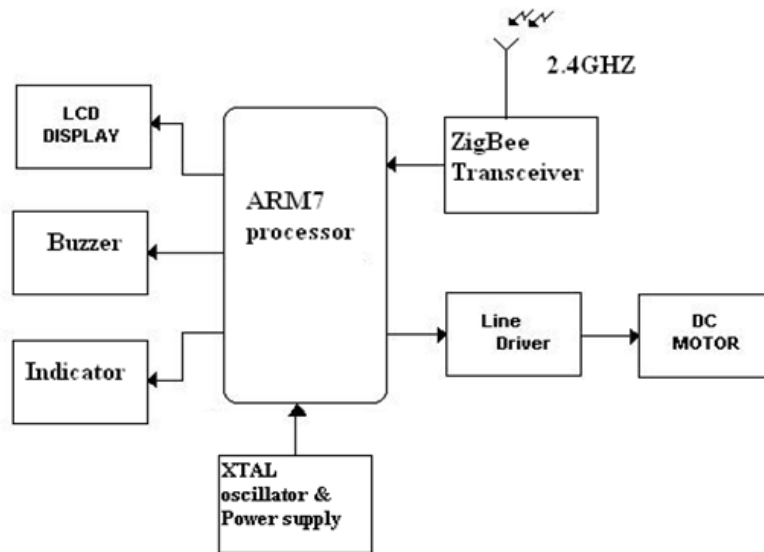 2.4GHZ
LCD
DISPLAY
ZigBee
Transceiver
ARM7
processor
Buzzer
Line
Driver
DC
MOTOR
Indicator
XTAL
oscillator &
Power supply